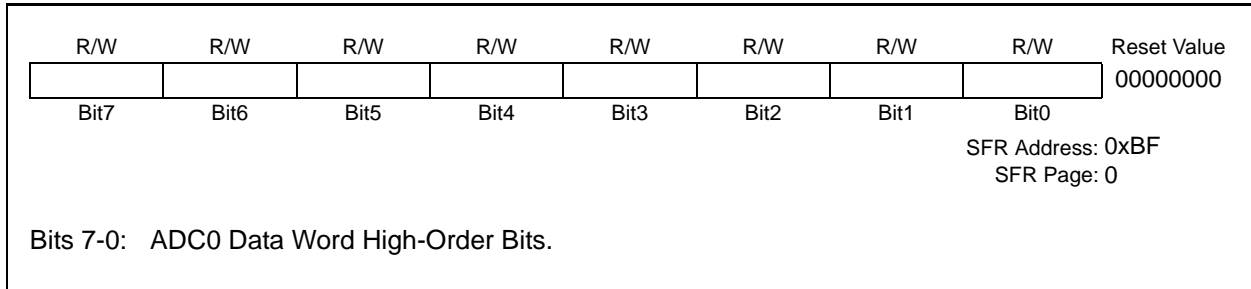 R/W R/W R/W R/W R/W R/W R/W R/W Reset Value
00000000
Bit7 Bit6 Bit5 Bit4 Bit3 Bit2 Bit1 Bit0
SFR Address: 0xBF
SFR Page: 0
Bits 7-0: ADC0 Data Word High-Order Bits.